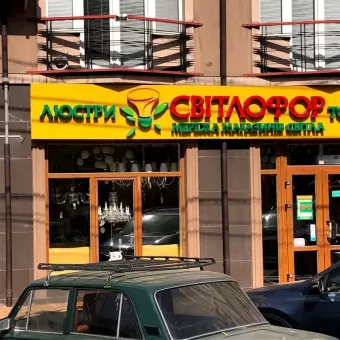 ЛЮСТРИ СВІТЛОФОР
МЕРЕЖА МАГАЗИНІВ СВІТЛА